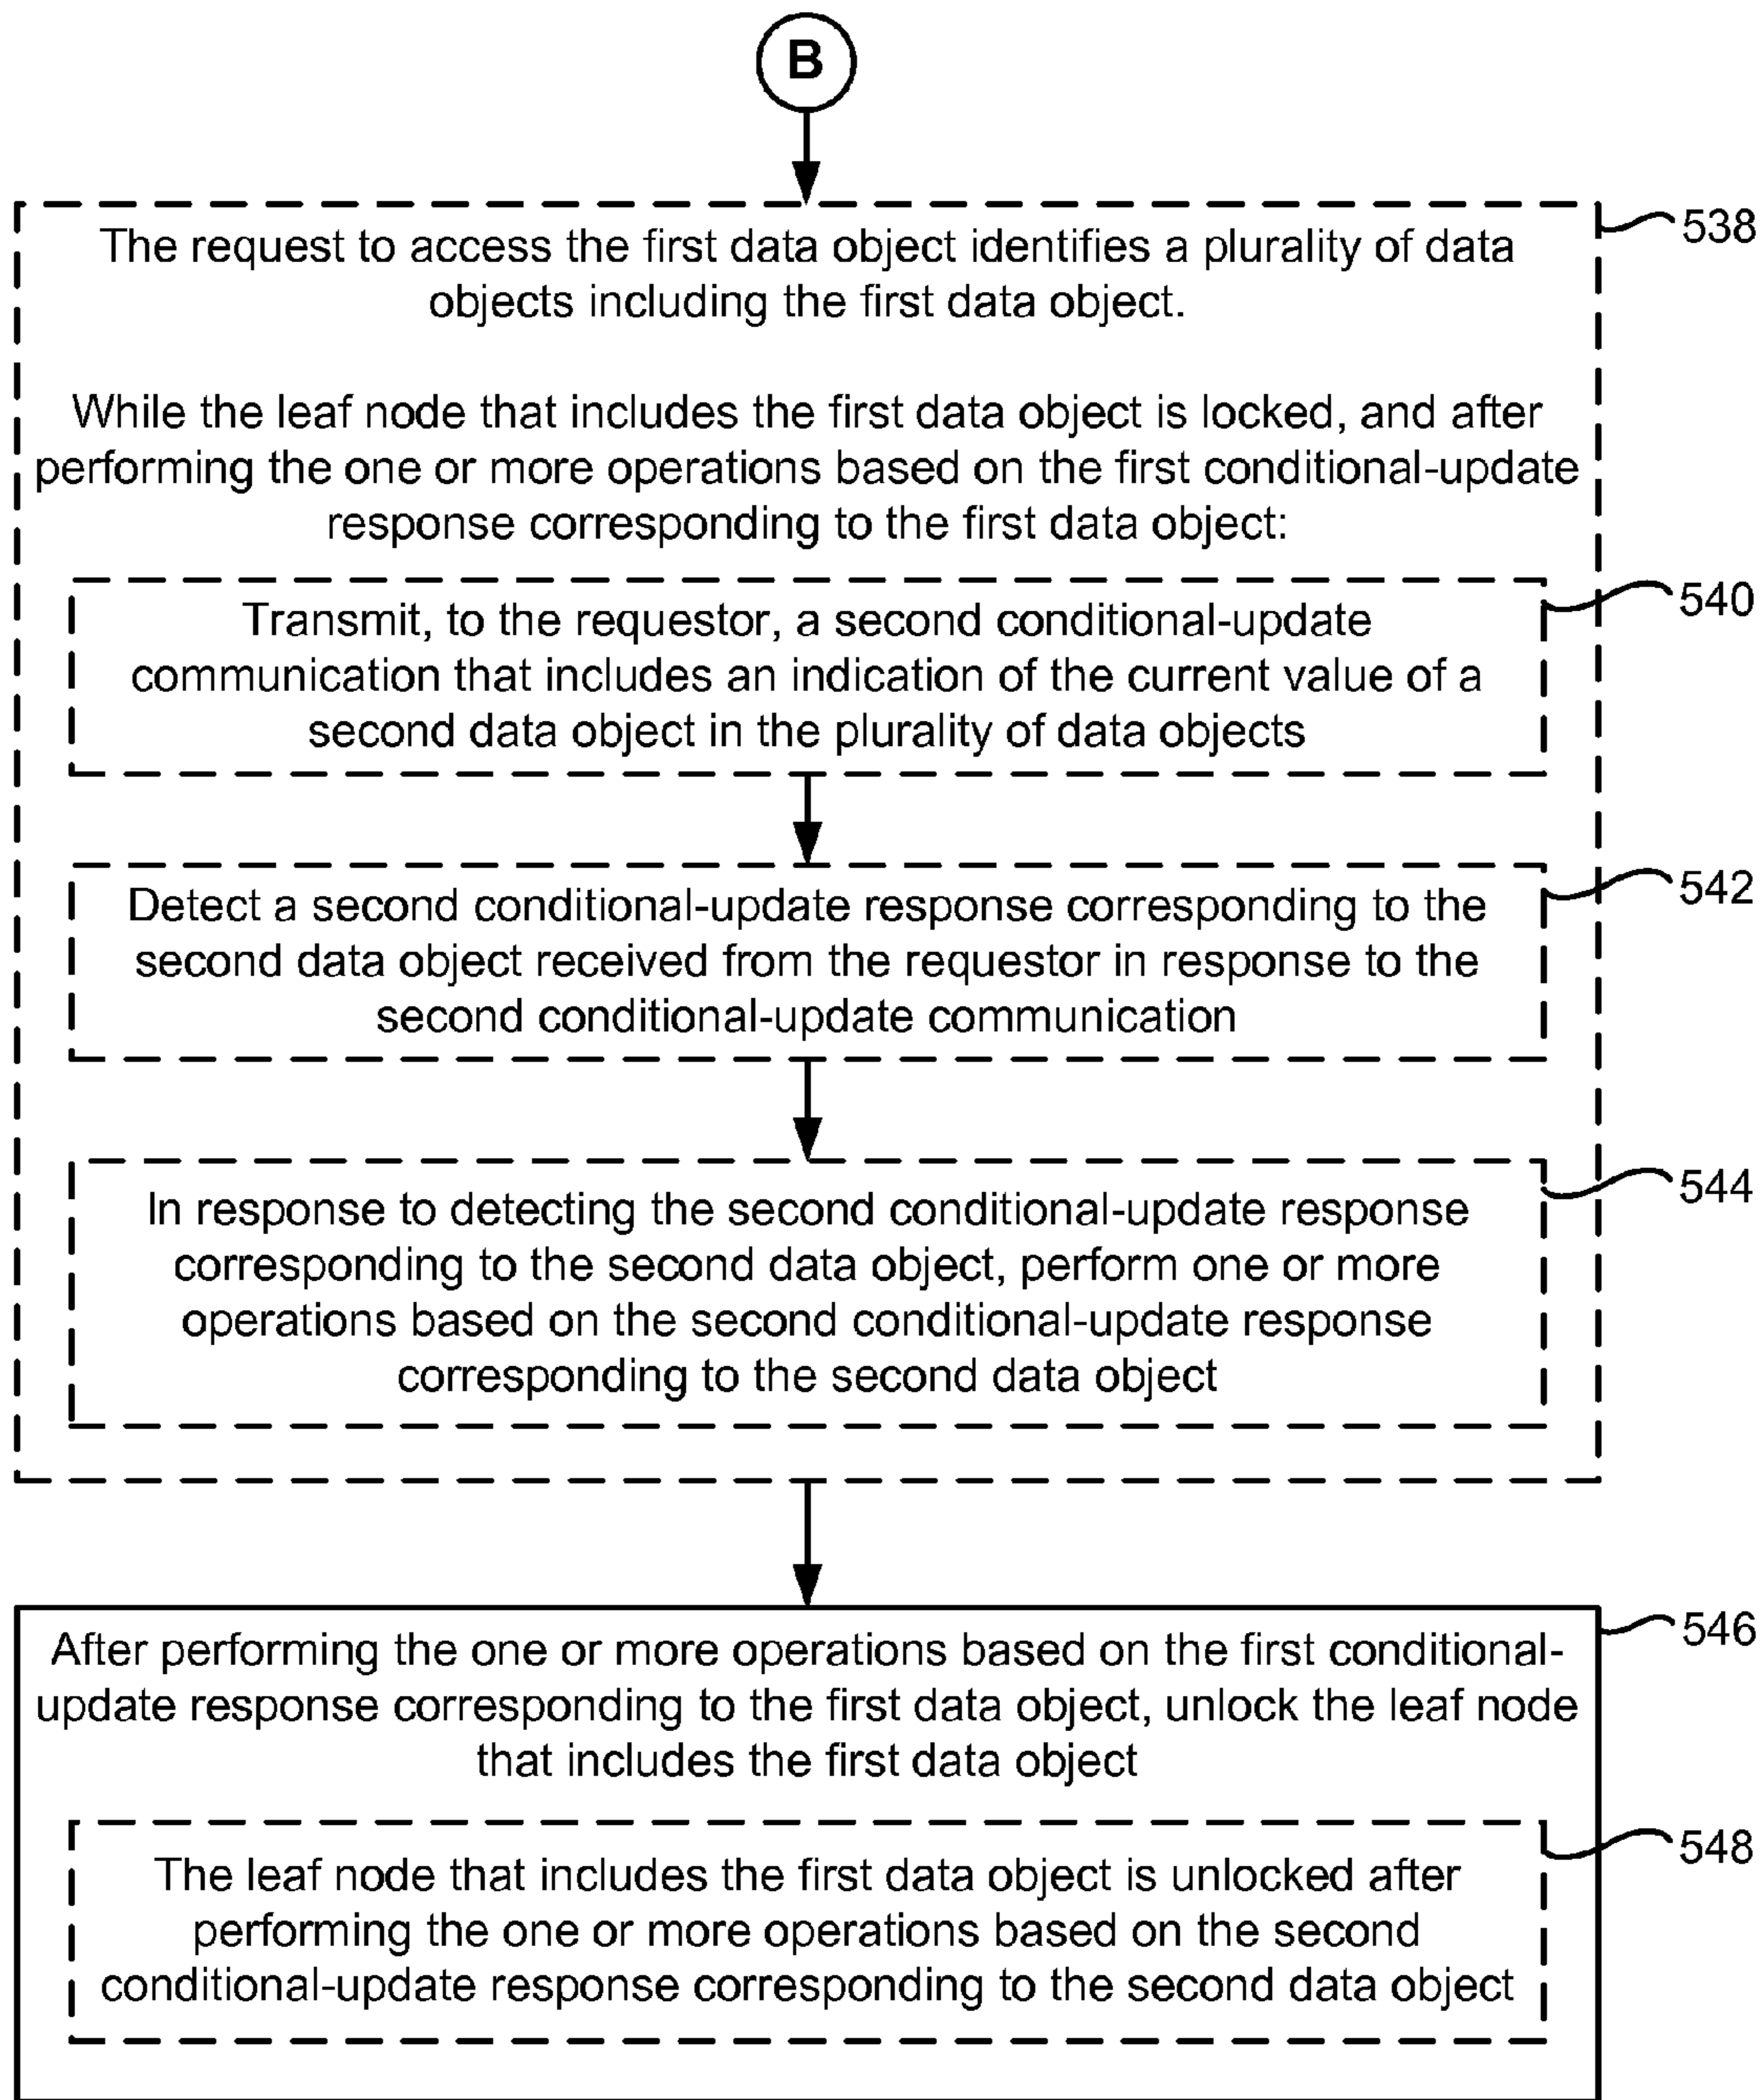 B
The request to access the first data object identifies a plurality of data
objects including the first data object.
538
While the leaf node that includes the first data object is locked, and after
performing the one or more operations based on the first conditional-update
response corresponding to the first data object:
Transmit, to the requestor, a second conditional-update
communication that includes an indication of the current value of a
second data object in the plurality of data objects
540
Detect a second conditional-update response corresponding to the
second data object received from the requestor in response to the
second conditional-update communication
542
In response to detecting the second conditional-update response
corresponding to the second data object, perform one or more
operations based on the second conditional-update response
corresponding to the second data object
544
After performing the one or more operations based on the first conditional-
update response corresponding to the first data object, unlock the leaf node
that includes the first data object
546
The leaf node that includes the first data object is unlocked after
performing the one or more operations based on the second
conditional-update response corresponding to the second data object
548